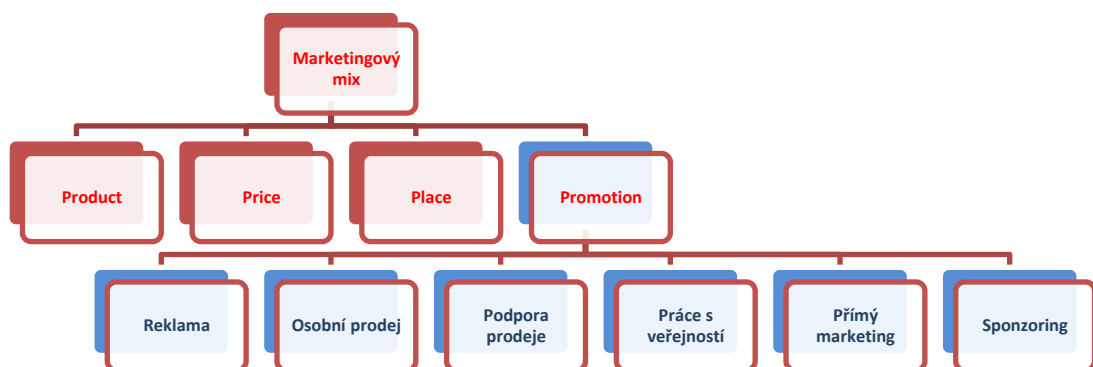 Marketingový
mix
Product
Price
Place
Promotion
Reklama
Osobní prodej
Podpora
prodeje
Práce s
veřejností
Přímý
marketing
Sponzoring